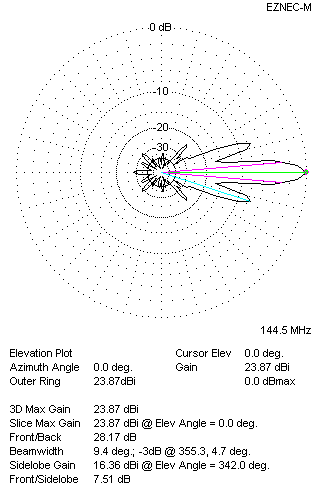 EZNEC-M
0 dB
-10
-20
-30
144.5 MHz
Elevation Plot Cursor Elev 0.0 deg.
Azimuth Angle 0.0 deg. Gain 23.87 dBi
Outer Ring 23.87dBi 0.0 dBmax
3D Max Gain 23.87 dBi
Slice Max Gain 23.87 dBi @ Elev Angle = 0.0 deg.
Front/Back 28.17 dB
Beamwidth 9.4 deg.; -3dB @ 355.3, 4.7 deg.
Sidelobe Gain 16.36 dBi @ Elev Angle = 342.0 deg.
Front/Sidelobe 7.51 dB